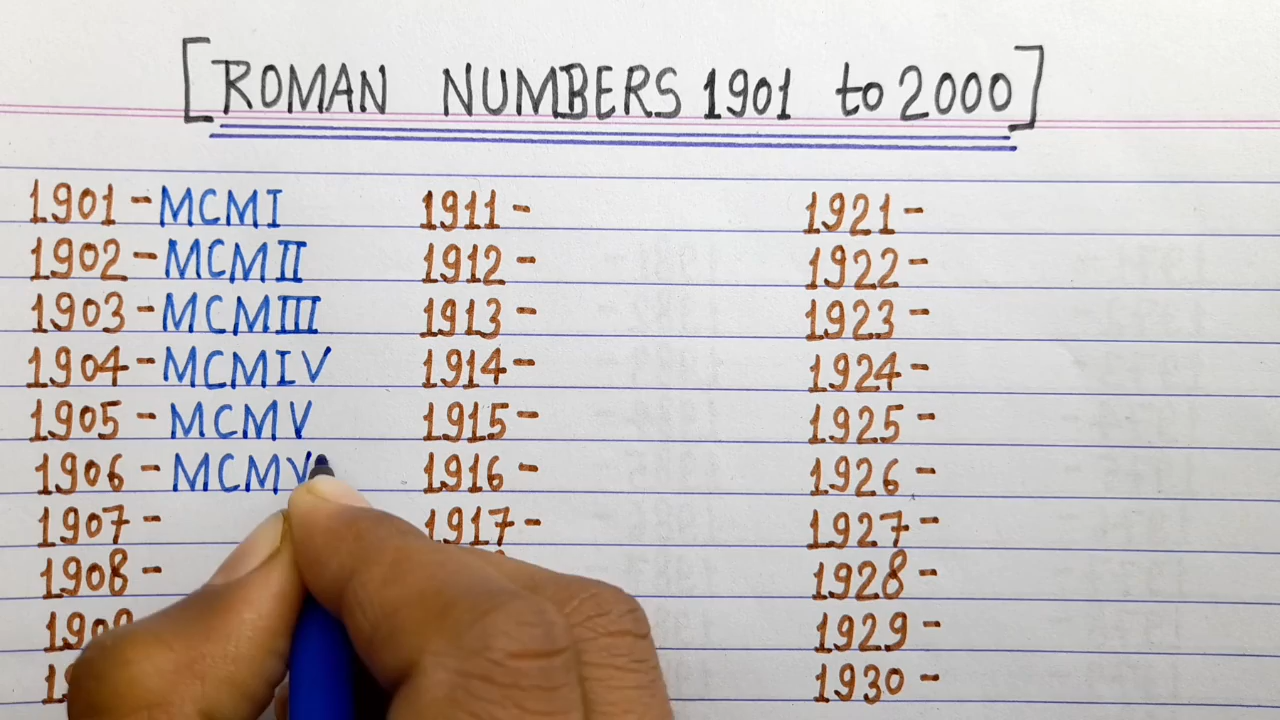 [ROMAN NUMBERS 1901 to 2000]
1901 - MCMI 1911 - 1921 -
1902 - MCMII 1912 - 1922 -
1903 - MCMIII 1913 - 1923 -
1904 - MCMIV 1914 - 1924 -
1905 - MCMV 1915 - 1925 -
1906 - MCMV 1916 - 1926 -
1907 - 1917 - 1927 -
1908 - 1928 -
1929 -
1930 -